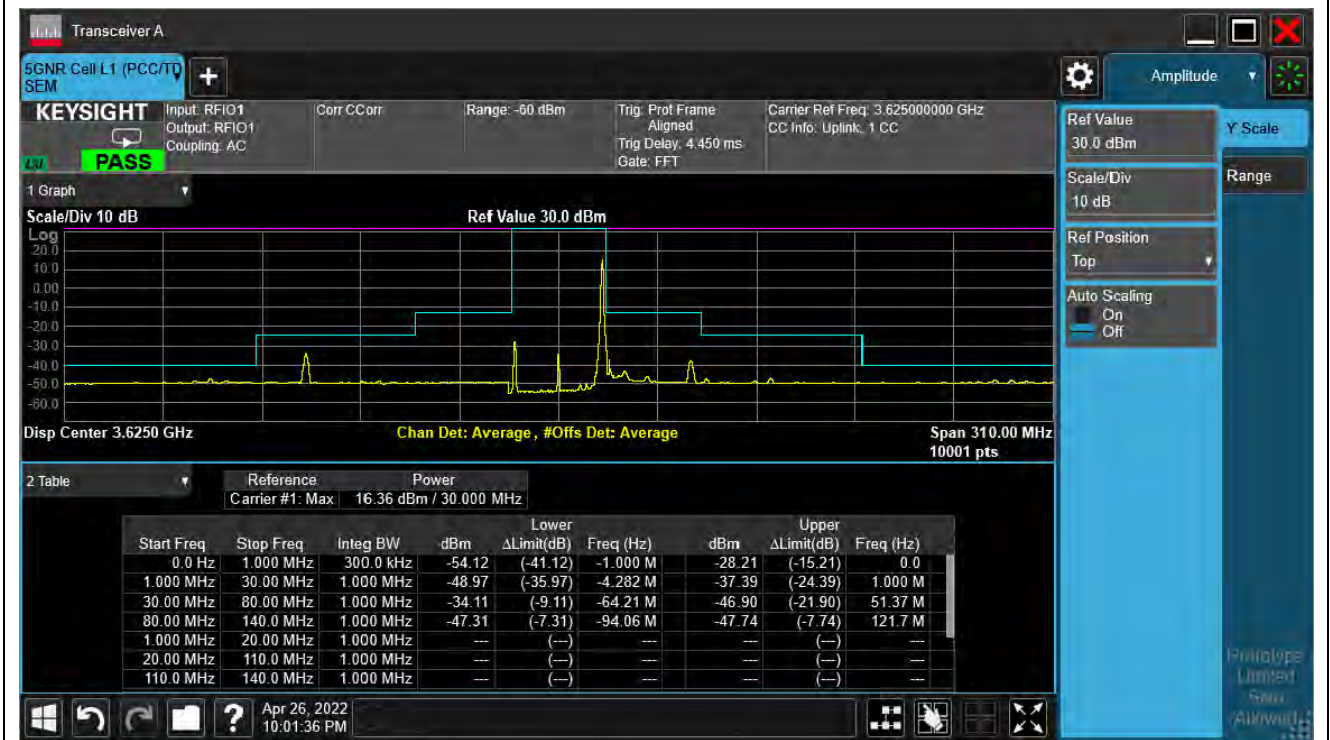 Transceiver A
5GNR Cell L1 (PCC/TD
SEM
+
Amplitude
KEYSIGHT
Input: RFIO1
Output: RFIO1
Coupling: AC
Corr CCorr
Range: -60 dBm
Trig: Prot Frame
Aligned
Trig Delay: 4.450 ms
Gate: FFT
Carrier Ref Freq: 3.625000000 GHz
CC Info: Uplink, 1 CC
PASS
Ref Value
30.0 dBm
Y Scale
Scale/Div
10 dB
Range
Ref Position
Top
Auto Scaling
On
Off
1 Graph
Scale/Div 10 dB
Ref Value 30.0 dBm
Log
20.0
10.0
0.00
-10.0
-20.0
-30.0
-40.0
-50.0
-60.0
Disp Center 3.6250 GHz
Chan Det: Average , #Offs Det: Average
Span 310.00 MHz
10001 pts
2 Table
Reference Power
Carrier #1: Max 16.36 dBm / 30.000 MHz
Lower Upper
Start Freq Stop Freq Integ BW dBm ΔLimit(dB) Freq (Hz) dBm ΔLimit(dB) Freq (Hz)
0.0 Hz 1.000 MHz 300.0 kHz -54.12 (-41.12) -1.000 M -28.21 (-15.21) 0.0
1.000 MHz 30.00 MHz 1.000 MHz -48.97 (-35.97) -4.282 M -37.39 (-24.39) 1.000 M
30.00 MHz 80.00 MHz 1.000 MHz -34.11 (-9.11) -64.21 M -46.90 (-21.90) 51.37 M
80.00 MHz 140.0 MHz 1.000 MHz -47.31 (-7.31) -94.06 M -47.74 (-7.74) 121.7 M
1.000 MHz 20.00 MHz 1.000 MHz --- (---) --- --- (---) ---
20.00 MHz 110.0 MHz 1.000 MHz --- (---) --- --- (---) ---
110.0 MHz 140.0 MHz 1.000 MHz --- (---) --- --- (---) ---
Prototype
Limited
Apr 26, 2022
10:01:36 PM